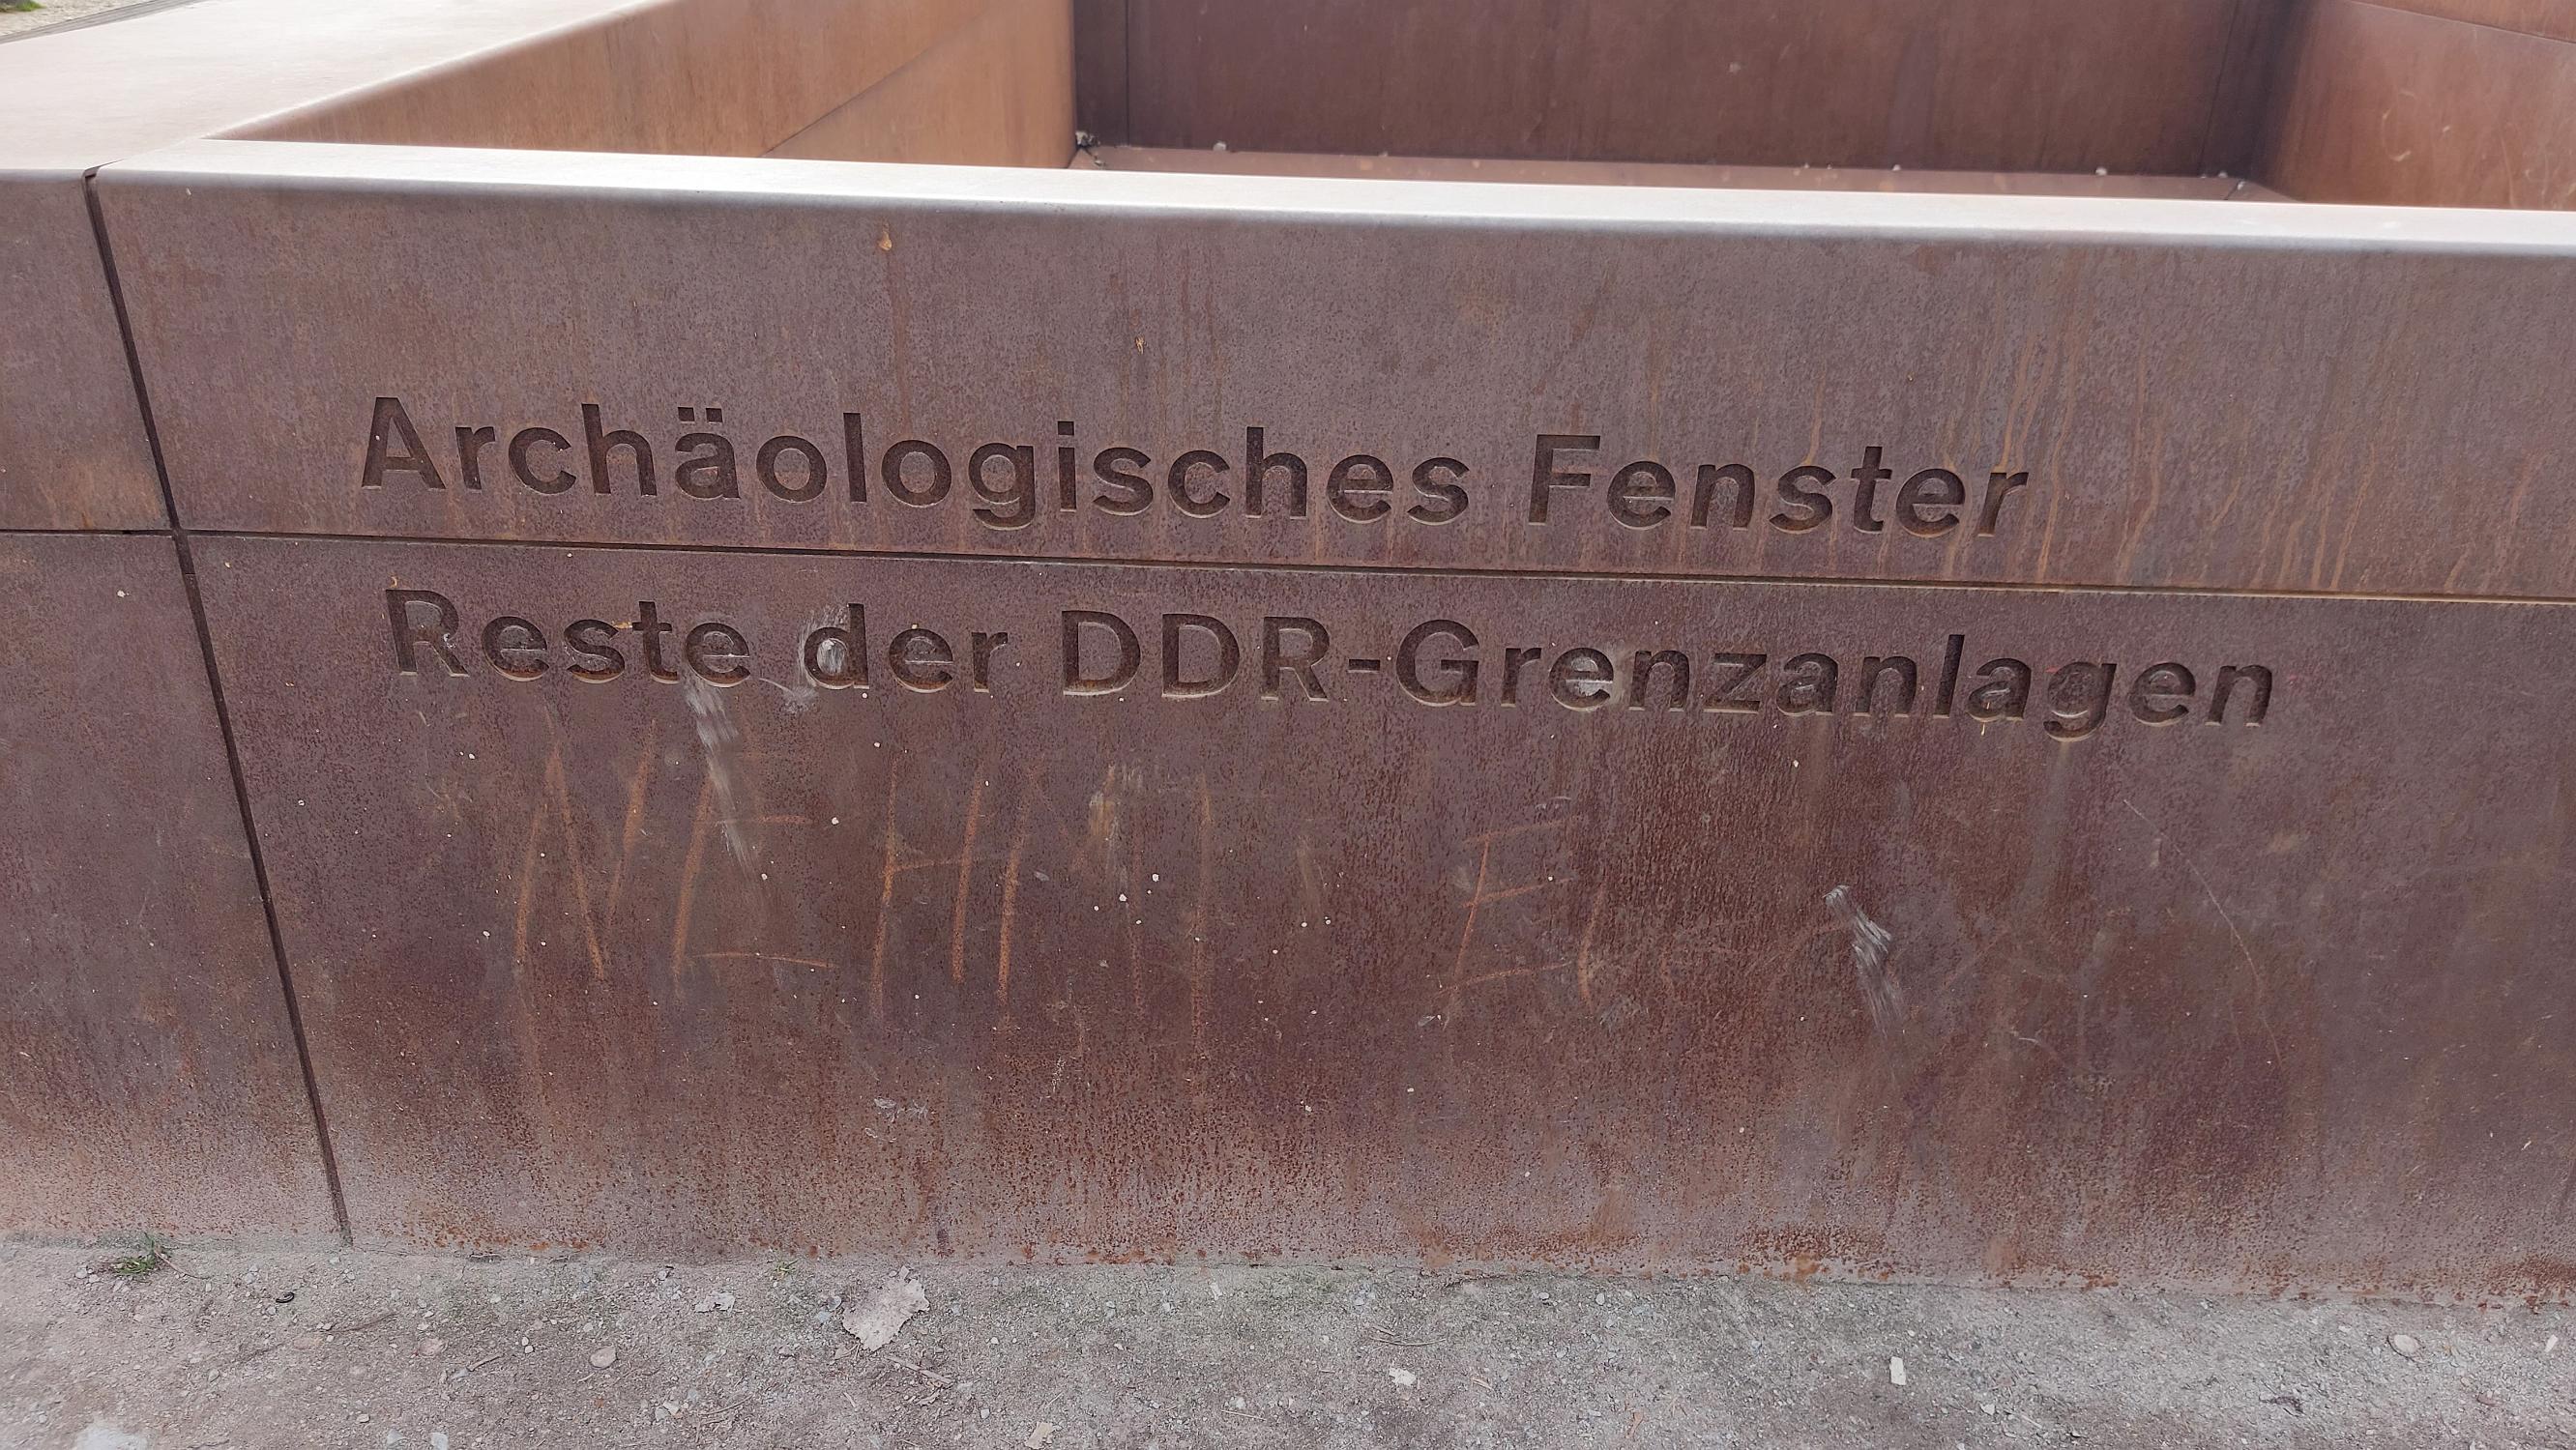 Archäologisches Fenster
Reste der DDR-Grenzanlagen